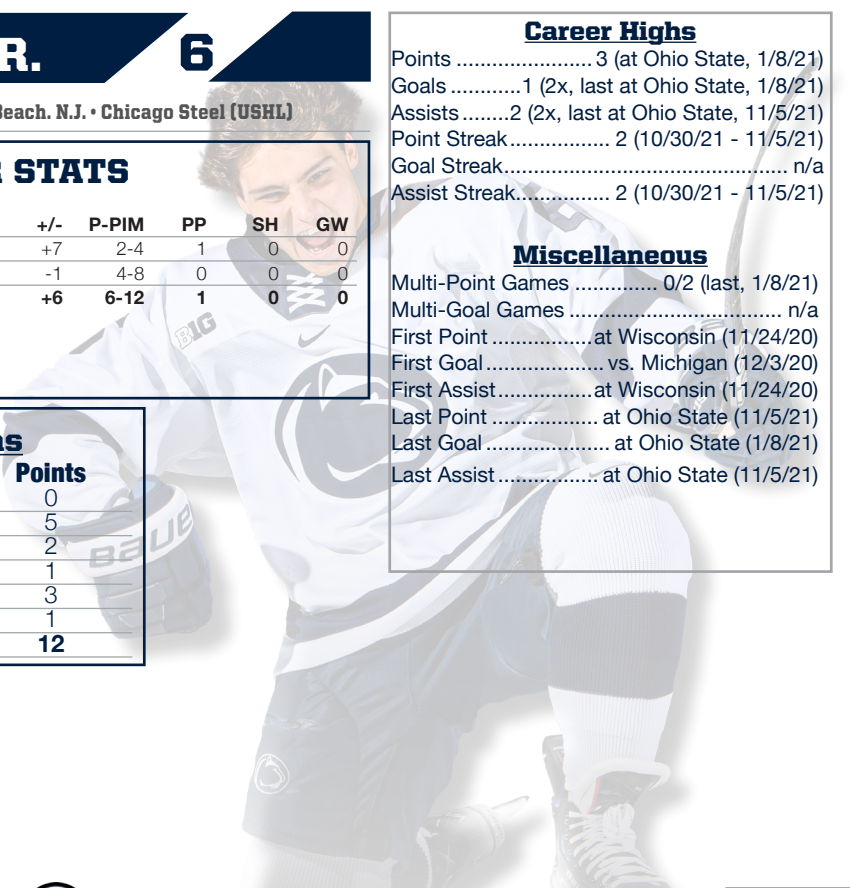 R. 6
Beach. N.J. • Chicago Steel (USHL)
STATS
+/- P-PIM PP SH GW
+7 2-4 1 0 0
-1 4-8 0 0 0
+6 6-12 1 0 0
B1G
as
Points
0
5
2
1
3
1
12
BAUE
Career Highs
Points ...................... 3 (at Ohio State, 1/8/21)
Goals ............1 (2x, last at Ohio State, 1/8/21)
Assists........2 (2x, last at Ohio State, 11/5/21)
Point Streak................. 2 (10/30/21 - 11/5/21)
Goal Streak................................................ n/a
Assist Streak................ 2 (10/30/21 - 11/5/21)
Miscellaneous
Multi-Point Games .............. 0/2 (last, 1/8/21)
Multi-Goal Games .................................... n/a
First Point .................at Wisconsin (11/24/20)
First Goal.................... vs. Michigan (12/3/20)
First Assist................at Wisconsin (11/24/20)
Last Point .................. at Ohio State (11/5/21)
Last Goal..................... at Ohio State (1/8/21)
Last Assist................. at Ohio State (11/5/21)